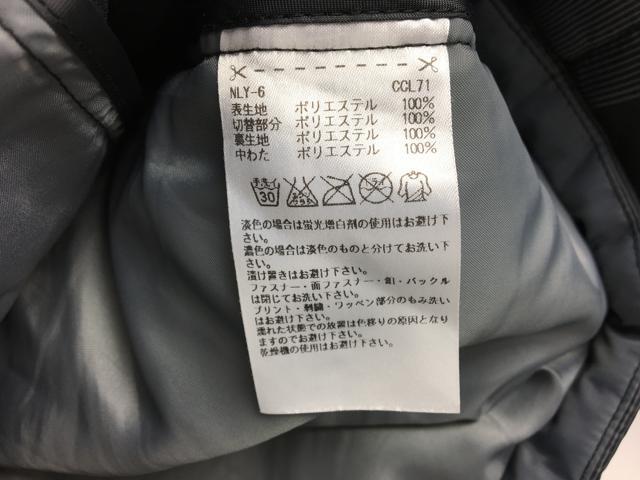 NLY-6 CCL71
表生地 ポリエステル 100%
切替部分 ポリエステル 100%
裏生地 ポリエステル 100%
中わた ポリエステル 100%
手洗イ 30
淡色の場合は蛍光増白剤の使用はお避け下さい。
濃色の場合は淡色のものと分けてお洗い下さい。
漬け置きはお避け下さい。
ファスナー・面ファスナー・釦・バックル
は閉じてお洗い下さい。
プリント・刺繍・ワッペン部分のもみ洗い
はお避け下さい。
濡れた状態での放置は色移りの原因となり
ますのでお避け下さい。
乾燥機の使用はお避け下さい。